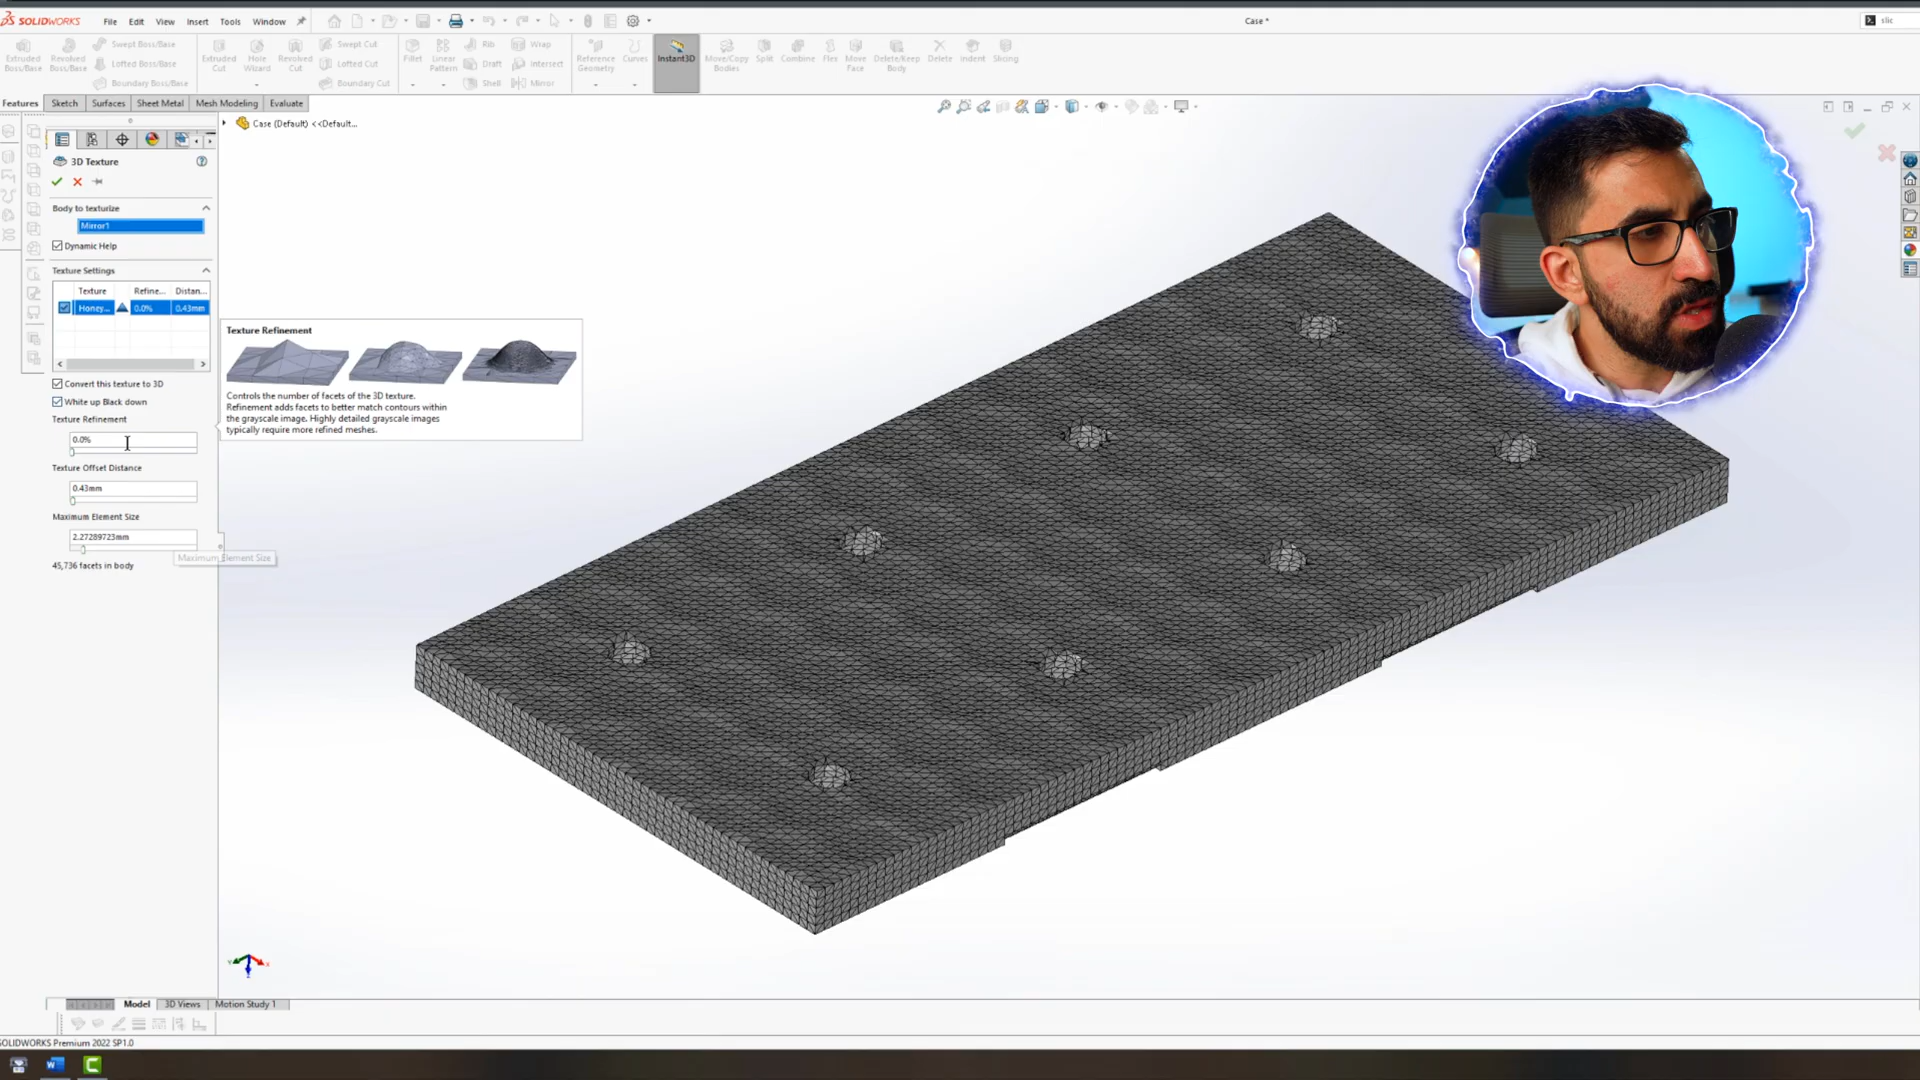 SOLIDWORKS
File Edit View Insert Tools Window
Case *
slic
Extruded Boss/Base
Revolved Boss/Base
Swept Boss/Base
Lofted Boss/Base
Boundary Boss/Base
Extruded Cut
Hole Wizard
Revolved Cut
Swept Cut
Lofted Cut
Boundary Cut
Fillet
Linear Pattern
Rib
Draft
Shell
Wrap
Intersect
Mirror
Reference Geometry
Curves
Instant3D
Move/Copy Bodies
Split
Combine
Flex
Move Face
Delete/Keep Body
Delete
Indent
Slicing
Features Sketch Surfaces Sheet Metal Mesh Modeling Evaluate
Case (Default) <<Default...
3D Texture
Body to texturize
Mirror1
Dynamic Help
Texture Settings
Texture Refine... Distan...
Honey... 0.0% 0.43mm
Convert this texture to 3D
White up Black down
Texture Refinement
0.0%
Texture Offset Distance
0.43mm
Maximum Element Size
2.27289723mm
Maximum Element Size
45,736 facets in body
Texture Refinement
Controls the number of facets of the 3D texture.
Refinement adds facets to better match contours within
the grayscale image. Highly detailed grayscale images
typically require more refined meshes.
Model 3D Views Motion Study 1
SOLIDWORKS Premium 2022 SP1.0